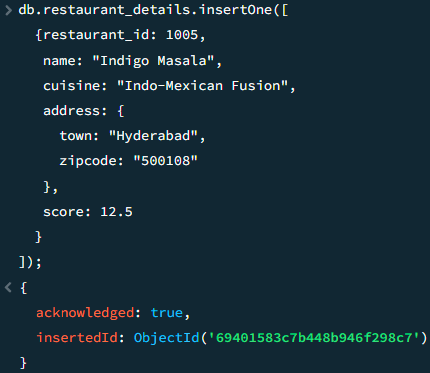 > db.restaurant_details.insertOne([
{restaurant_id: 1005,
name: "Indigo Masala",
cuisine: "Indo-Mexican Fusion",
address: {
town: "Hyderabad",
zipcode: "500108"
},
score: 12.5
}
]);
< {
acknowledged: true,
insertedId: ObjectId('69401583c7b448b946f298c7')
}